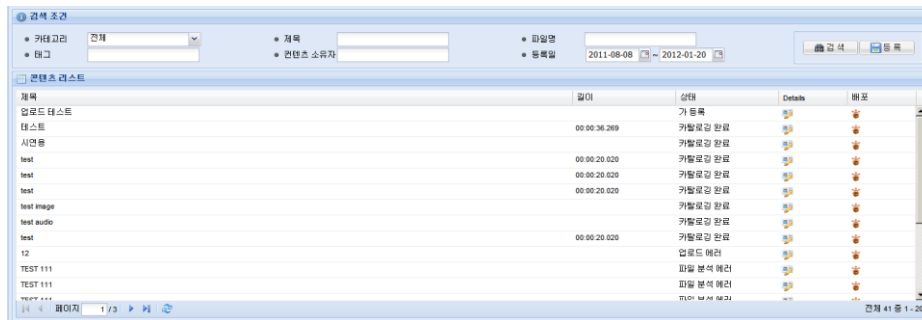 검색 조건
카테고리 전체 제목 파일명
태그 컨텐츠 소유자 등록일 2011-08-08 ~ 2012-01-20 검색 등록
콘텐츠 리스트
제목 길이 상태 Details 배포
업로드 테스트 가 등록
테스트 00:00:36.269 카탈로깅 완료
시연용 카탈로깅 완료
test 00:00:20.020 카탈로깅 완료
test 00:00:20.020 카탈로깅 완료
test 00:00:20.020 카탈로깅 완료
test image 카탈로깅 완료
test audio 카탈로깅 완료
test 00:00:20.020 카탈로깅 완료
12 업로드 에러
TEST 111 파일 분석 에러
TEST 111 파일 분석 에러
TEST 111 파일 분석 에러
페이지 1 / 3 전체 41 중 1 - 20